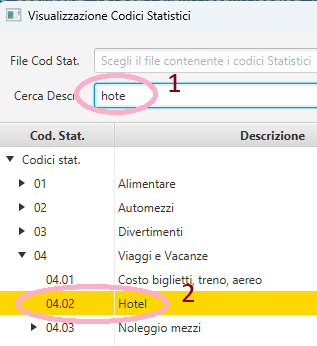 Visualizzazione Codici Statistici
File Cod Stat. Scegli il file contenente i codici Statistici
1
Cerca Descr hote
Cod. Stat. Descrizione
Codici stat.
01 Alimentare
02 Automezzi
03 Divertimenti
04 Viaggi e Vacanze
04.01 Costo biglietti, treno, aereo
04.02 Hotel 2
04.03 Noleggio mezzi